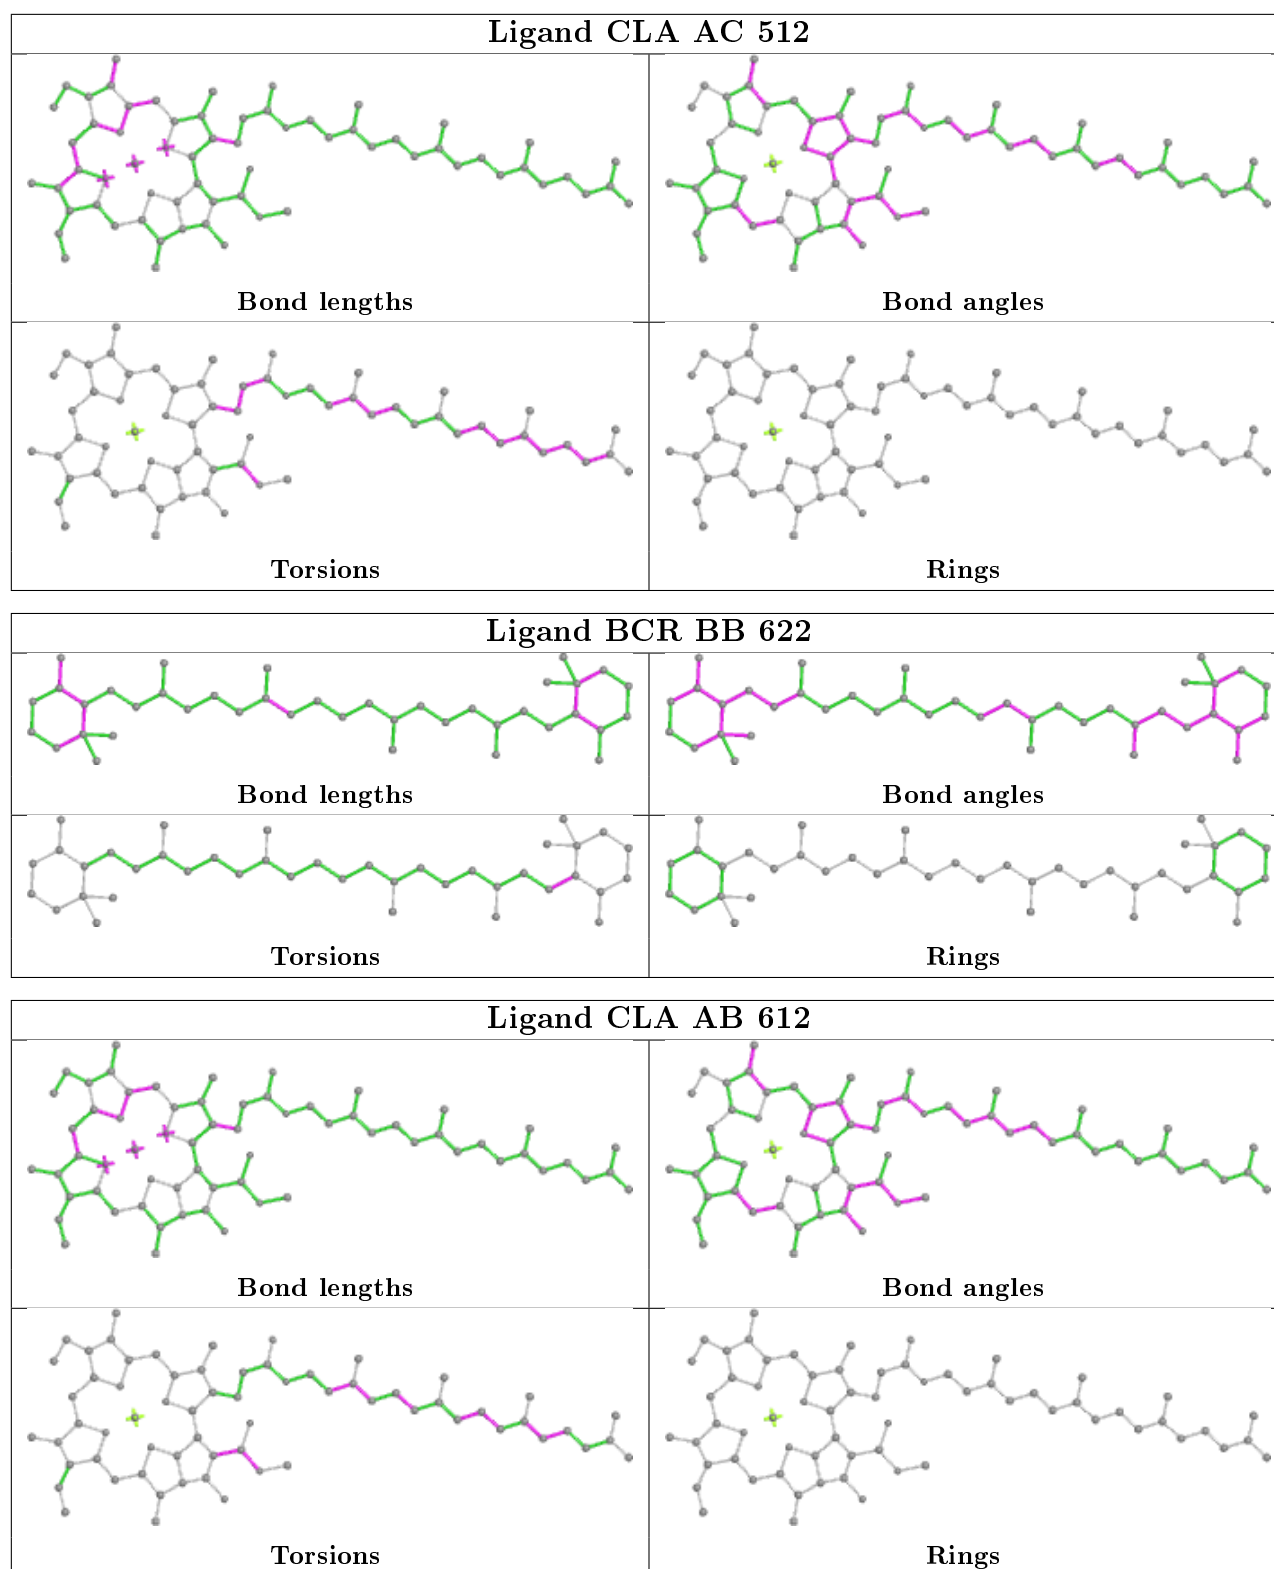 Ligand CLA AC 512
Bond lengths
Bond angles
Torsions
Rings
Ligand BCR BB 622
Bond lengths
Bond angles
Torsions
Rings
Ligand CLA AB 612
Bond lengths
Bond angles
Torsions
Rings